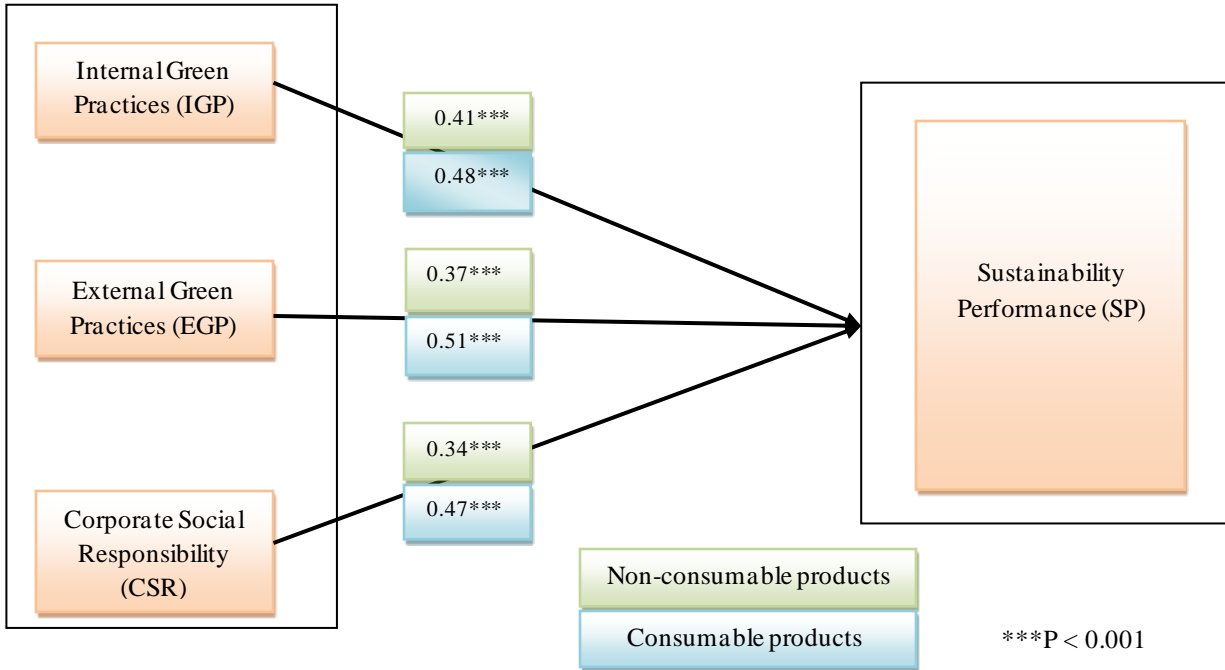 Internal Green
Practices (IGP)
0.41***
0.48***
External Green
Practices (EGP)
0.37***
0.51***
Sustainability
Performance (SP)
Corporate Social
Responsibility
(CSR)
0.34***
0.47***
Non-consumable products
Consumable products
***P < 0.001